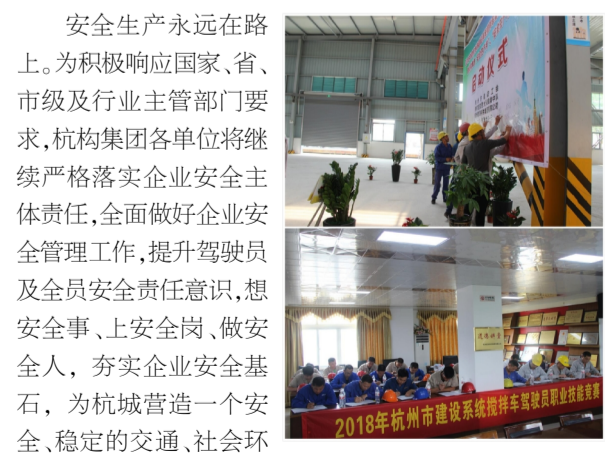 安全生产永远在路
上。为积极响应国家、省、
市级及行业主管部门要
求,杭构集团各单位将继
续严格落实企业安全主
体责任,全面做好企业安
全管理工作,提升驾驶员
及全员安全责任意识,想
安全事、上安全岗、做安
全人，夯实企业安全基
石，为杭城营造一个安
全、稳定的交通、社会环
启动仪式
2018年杭州市建设系统搅拌车驾驶员职业技能竞赛